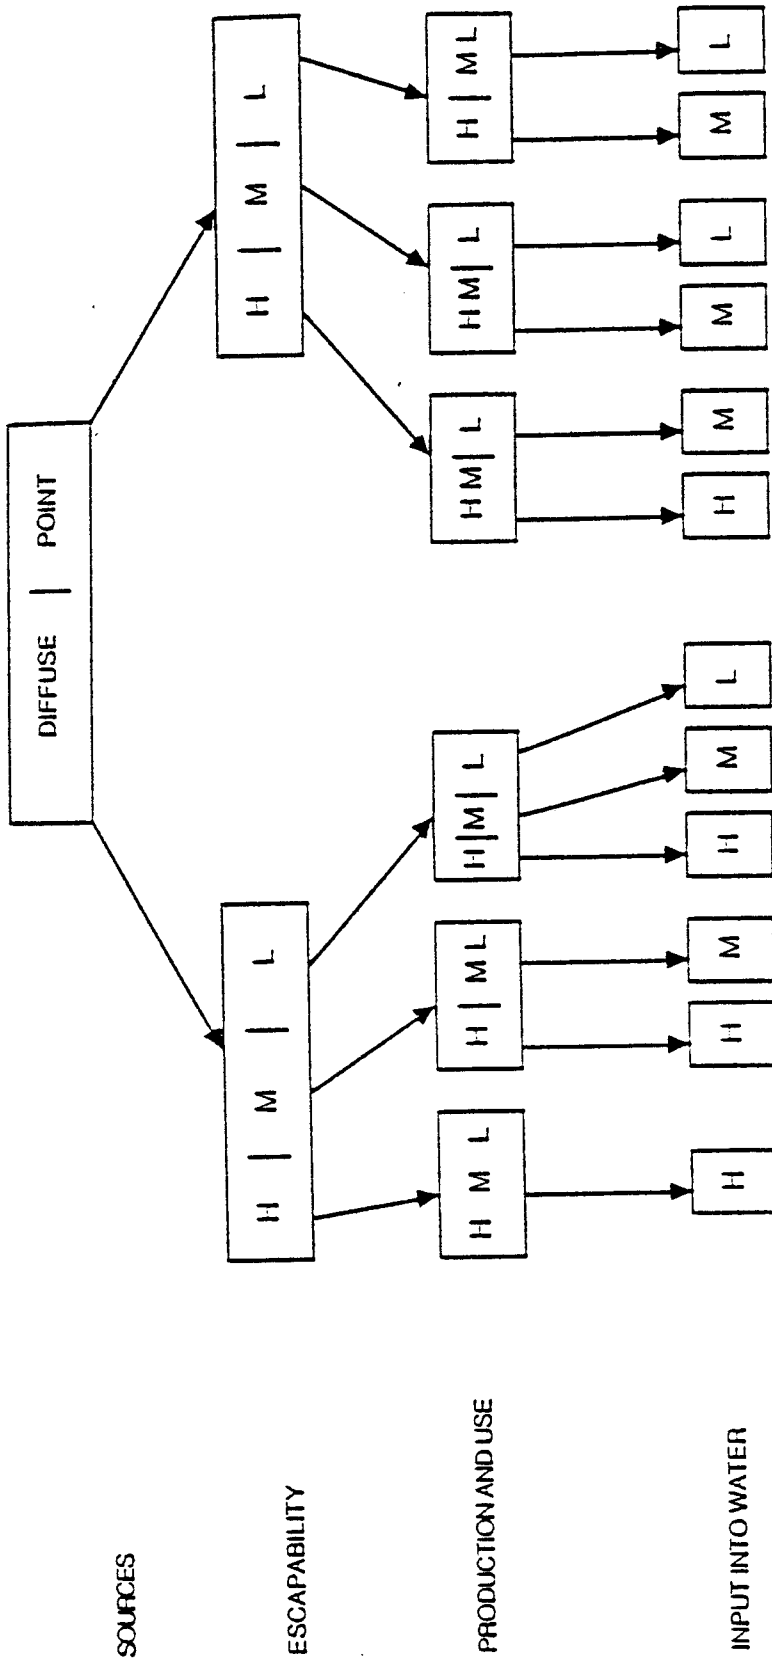 SOURCES
DIFFUSE | POINT
ESCAPABILITY
H | M | L
H | M | L
PRODUCTION AND USE
H M L
H | M L
H | M | L
H M | L
H M | L
H | M L
INPUT INTO WATER
H
H
M
H
M
L
H
M
M
L
M
L